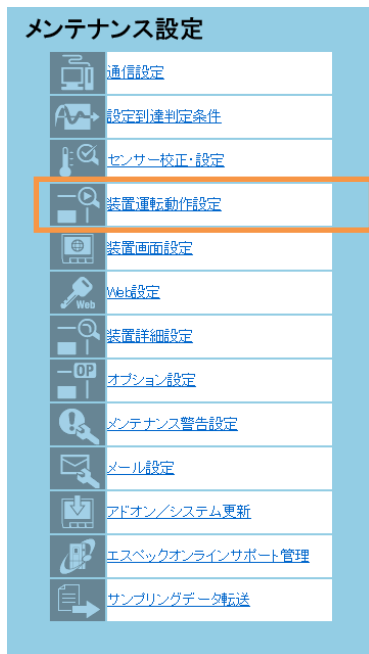 メンテナンス設定
通信設定
設定到達判定条件
センサー校正・設定
装置運転動作設定
装置画面設定
Web
Web設定
装置詳細設定
OP
オプション設定
メンテナンス警告設定
メール設定
アドオン／システム更新
エスペックオンラインサポート管理
サンプリングデータ転送